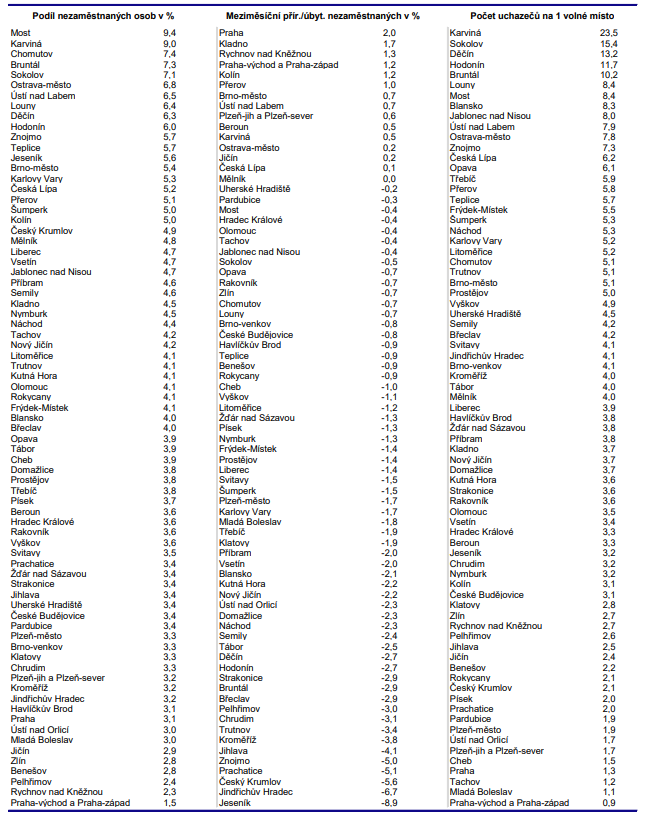 Podíl nezaměstnaných osob v % Meziměsíční přír./úbyt. nezaměstnaných v % Počet uchazečů na 1 volné místo
Most 9,4 Praha 2,0 Karviná 23,5
Karviná 9,0 Kladno 1,7 Sokolov 15,4
Chomutov 7,4 Rychnov nad Kněžnou 1,3 Děčín 13,2
Bruntál 7,3 Praha-východ a Praha-západ 1,2 Hodonín 11,7
Sokolov 7,1 Kolín 1,2 Bruntál 10,2
Ostrava-město 6,8 Přerov 1,0 Louny 8,4
Ústí nad Labem 6,5 Brno-město 0,7 Most 8,4
Louny 6,4 Ústí nad Labem 0,7 Blansko 8,3
Děčín 6,3 Plzeň-jih a Plzeň-sever 0,6 Jablonec nad Nisou 8,0
Hodonín 6,0 Beroun 0,5 Ústí nad Labem 7,9
Znojmo 5,7 Karviná 0,5 Ostrava-město 7,8
Teplice 5,7 Ostrava-město 0,2 Znojmo 7,3
Jeseník 5,6 Jičín 0,2 Česká Lípa 6,2
Brno-město 5,4 Česká Lípa 0,1 Opava 6,1
Karlovy Vary 5,3 Mělník 0,0 Třebíč 5,9
Česká Lípa 5,2 Uherské Hradiště -0,2 Přerov 5,8
Přerov 5,1 Pardubice -0,3 Teplice 5,7
Šumperk 5,0 Most -0,4 Frýdek-Místek 5,5
Kolín 5,0 Hradec Králové -0,4 Šumperk 5,3
Český Krumlov 4,9 Olomouc -0,4 Náchod 5,3
Mělník 4,8 Tachov -0,4 Karlovy Vary 5,2
Liberec 4,7 Jablonec nad Nisou -0,4 Litoměřice 5,2
Vsetín 4,7 Sokolov -0,5 Chomutov 5,1
Jablonec nad Nisou 4,7 Opava -0,7 Trutnov 5,1
Příbram 4,6 Rakovník -0,7 Brno-město 5,1
Semily 4,6 Zlín -0,7 Prostějov 5,0
Kladno 4,5 Chomutov -0,7 Vyškov 4,9
Nymburk 4,5 Louny -0,7 Uherské Hradiště 4,5
Náchod 4,4 Brno-venkov -0,8 Semily 4,2
Tachov 4,2 České Budějovice -0,8 Břeclav 4,2
Nový Jičín 4,2 Havlíčkův Brod -0,9 Svitavy 4,1
Litoměřice 4,1 Teplice -0,9 Jindřichův Hradec 4,1
Trutnov 4,1 Benešov -0,9 Brno-venkov 4,1
Kutná Hora 4,1 Rokycany -0,9 Kroměříž 4,0
Olomouc 4,1 Cheb -1,0 Tábor 4,0
Rokycany 4,1 Vyškov -1,1 Mělník 4,0
Frýdek-Místek 4,1 Litoměřice -1,2 Liberec 3,9
Blansko 4,0 Žďár nad Sázavou -1,3 Havlíčkův Brod 3,8
Břeclav 4,0 Písek -1,3 Žďár nad Sázavou 3,8
Opava 3,9 Nymburk -1,3 Příbram 3,8
Tábor 3,9 Frýdek-Místek -1,4 Kladno 3,7
Cheb 3,9 Prostějov -1,4 Nový Jičín 3,7
Domažlice 3,8 Liberec -1,4 Domažlice 3,7
Prostějov 3,8 Svitavy -1,5 Kutná Hora 3,6
Třebíč 3,8 Šumperk -1,5 Strakonice 3,6
Písek 3,7 Plzeň-město -1,7 Rakovník 3,6
Beroun 3,6 Karlovy Vary -1,7 Olomouc 3,5
Hradec Králové 3,6 Mladá Boleslav -1,8 Vsetín 3,4
Rakovník 3,6 Třebíč -1,9 Hradec Králové 3,3
Vyškov 3,6 Klatovy -1,9 Beroun 3,3
Svitavy 3,5 Příbram -2,0 Jeseník 3,2
Prachatice 3,4 Vsetín -2,0 Chrudim 3,2
Žďár nad Sázavou 3,4 Blansko -2,1 Nymburk 3,2
Strakonice 3,4 Kutná Hora -2,2 Kolín 3,1
Jihlava 3,4 Nový Jičín -2,2 České Budějovice 3,1
Uherské Hradiště 3,4 Ústí nad Orlicí -2,3 Klatovy 2,8
České Budějovice 3,4 Domažlice -2,3 Zlín 2,7
Pardubice 3,4 Náchod -2,3 Rychnov nad Kněžnou 2,7
Plzeň-město 3,3 Semily -2,4 Pelhřimov 2,6
Brno-venkov 3,3 Tábor -2,5 Jihlava 2,5
Klatovy 3,3 Děčín -2,7 Jičín 2,4
Chrudim 3,3 Hodonín -2,7 Benešov 2,2
Plzeň-jih a Plzeň-sever 3,2 Strakonice -2,9 Rokycany 2,1
Kroměříž 3,2 Bruntál -2,9 Český Krumlov 2,1
Jindřichův Hradec 3,2 Břeclav -2,9 Písek 2,0
Havlíčkův Brod 3,1 Pelhřimov -3,0 Prachatice 2,0
Praha 3,1 Chrudim -3,1 Pardubice 1,9
Ústí nad Orlicí 3,0 Trutnov -3,4 Plzeň-město 1,9
Mladá Boleslav 3,0 Kroměříž -3,8 Ústí nad Orlicí 1,7
Jičín 2,9 Jihlava -4,1 Plzeň-jih a Plzeň-sever 1,7
Zlín 2,8 Znojmo -5,0 Cheb 1,5
Benešov 2,8 Prachatice -5,1 Praha 1,3
Pelhřimov 2,4 Český Krumlov -5,6 Tachov 1,2
Rychnov nad Kněžnou 2,3 Jindřichův Hradec -6,7 Mladá Boleslav 1,1
Praha-východ a Praha-západ 1,5 Jeseník -8,9 Praha-východ a Praha-západ 0,9